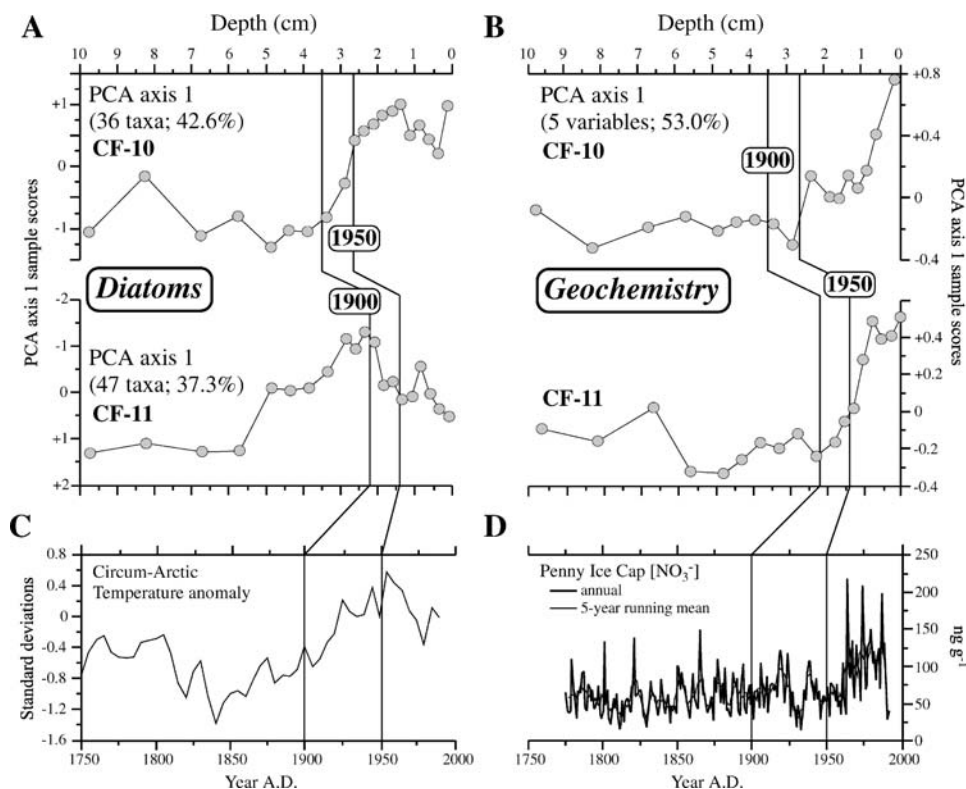 A
Depth (cm)
10 9 8 7 6 5 4 3 2 1 0
PCA axis 1
(36 taxa; 42.6%)
CF-10
+1
0
-1
1950
Diatoms
1900
PCA axis 1 sample scores
-2
-1
0
+1
+2
PCA axis 1
(47 taxa; 37.3%)
CF-11
B
Depth (cm)
10 9 8 7 6 5 4 3 2 1 0
PCA axis 1
(5 variables; 53.0%)
CF-10
1900
+0.8
+0.4
0
-0.4
Geochemistry
1950
PCA axis 1 sample scores
CF-11
+0.4
+0.2
0
-0.2
-0.4
C
Circum-Arctic
Temperature anomaly
Standard deviations
0.8
0.4
0
-0.4
-0.8
-1.2
-1.6
1750 1800 1850 1900 1950 2000
Year A.D.
D
Penny Ice Cap [NO₃⁻]
annual
5-year running mean
250
200
150
100
50
0
ng g⁻¹
1750 1800 1850 1900 1950 2000
Year A.D.